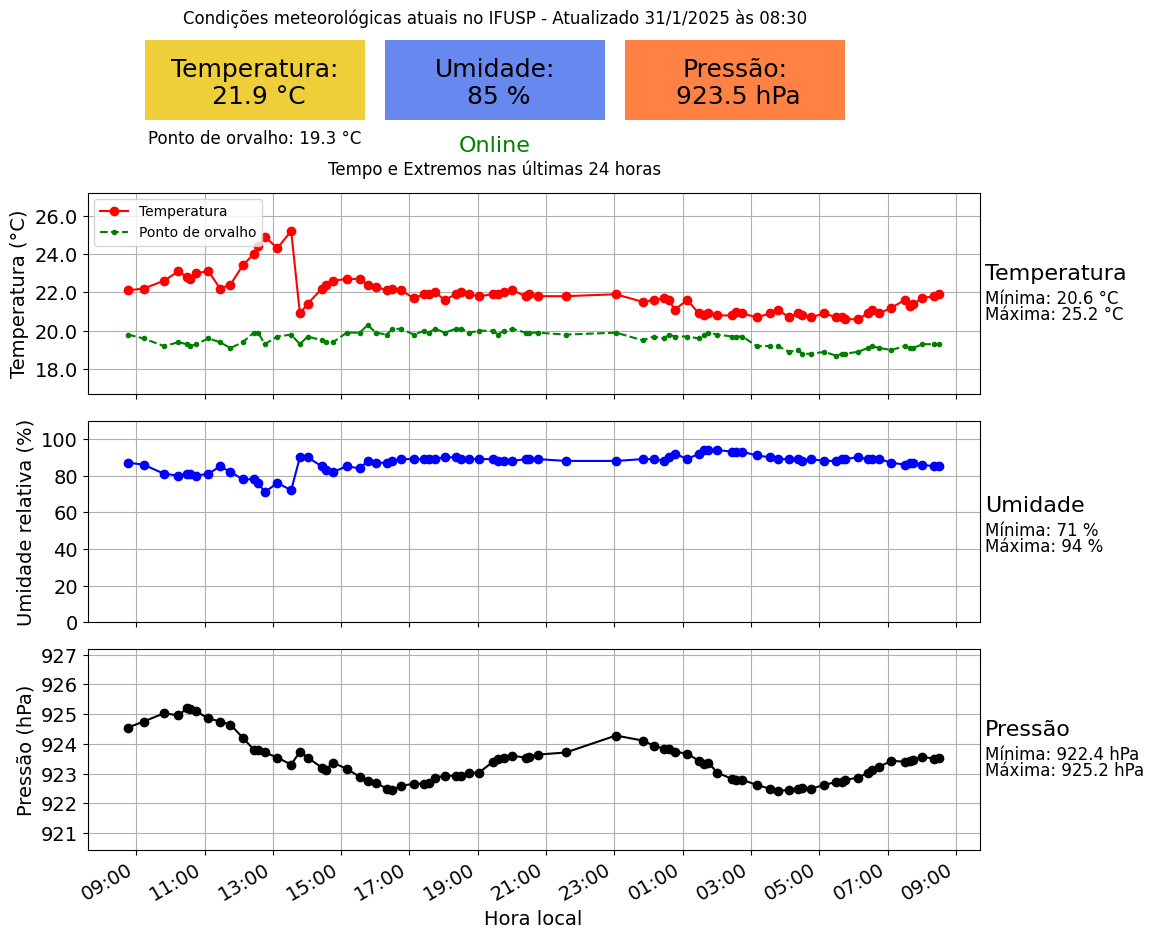 Condições meteorológicas atuais no IFUSP - Atualizado 31/1/2025 às 08:30
Temperatura:
21.9 °C
Umidade:
85 %
Pressão:
923.5 hPa
Ponto de orvalho: 19.3 °C
Online
Tempo e Extremos nas últimas 24 horas
Temperatura (°C)
26.0
24.0
22.0
20.0
18.0
Temperatura
Ponto de orvalho
Temperatura
Mínima: 20.6 °C
Máxima: 25.2 °C
Umidade relativa (%)
100
80
60
40
20
0
Umidade
Mínima: 71 %
Máxima: 94 %
Pressão (hPa)
927
926
925
924
923
922
921
Pressão
Mínima: 922.4 hPa
Máxima: 925.2 hPa
09:00
11:00
13:00
15:00
17:00
19:00
21:00
23:00
01:00
03:00
05:00
07:00
09:00
Hora local